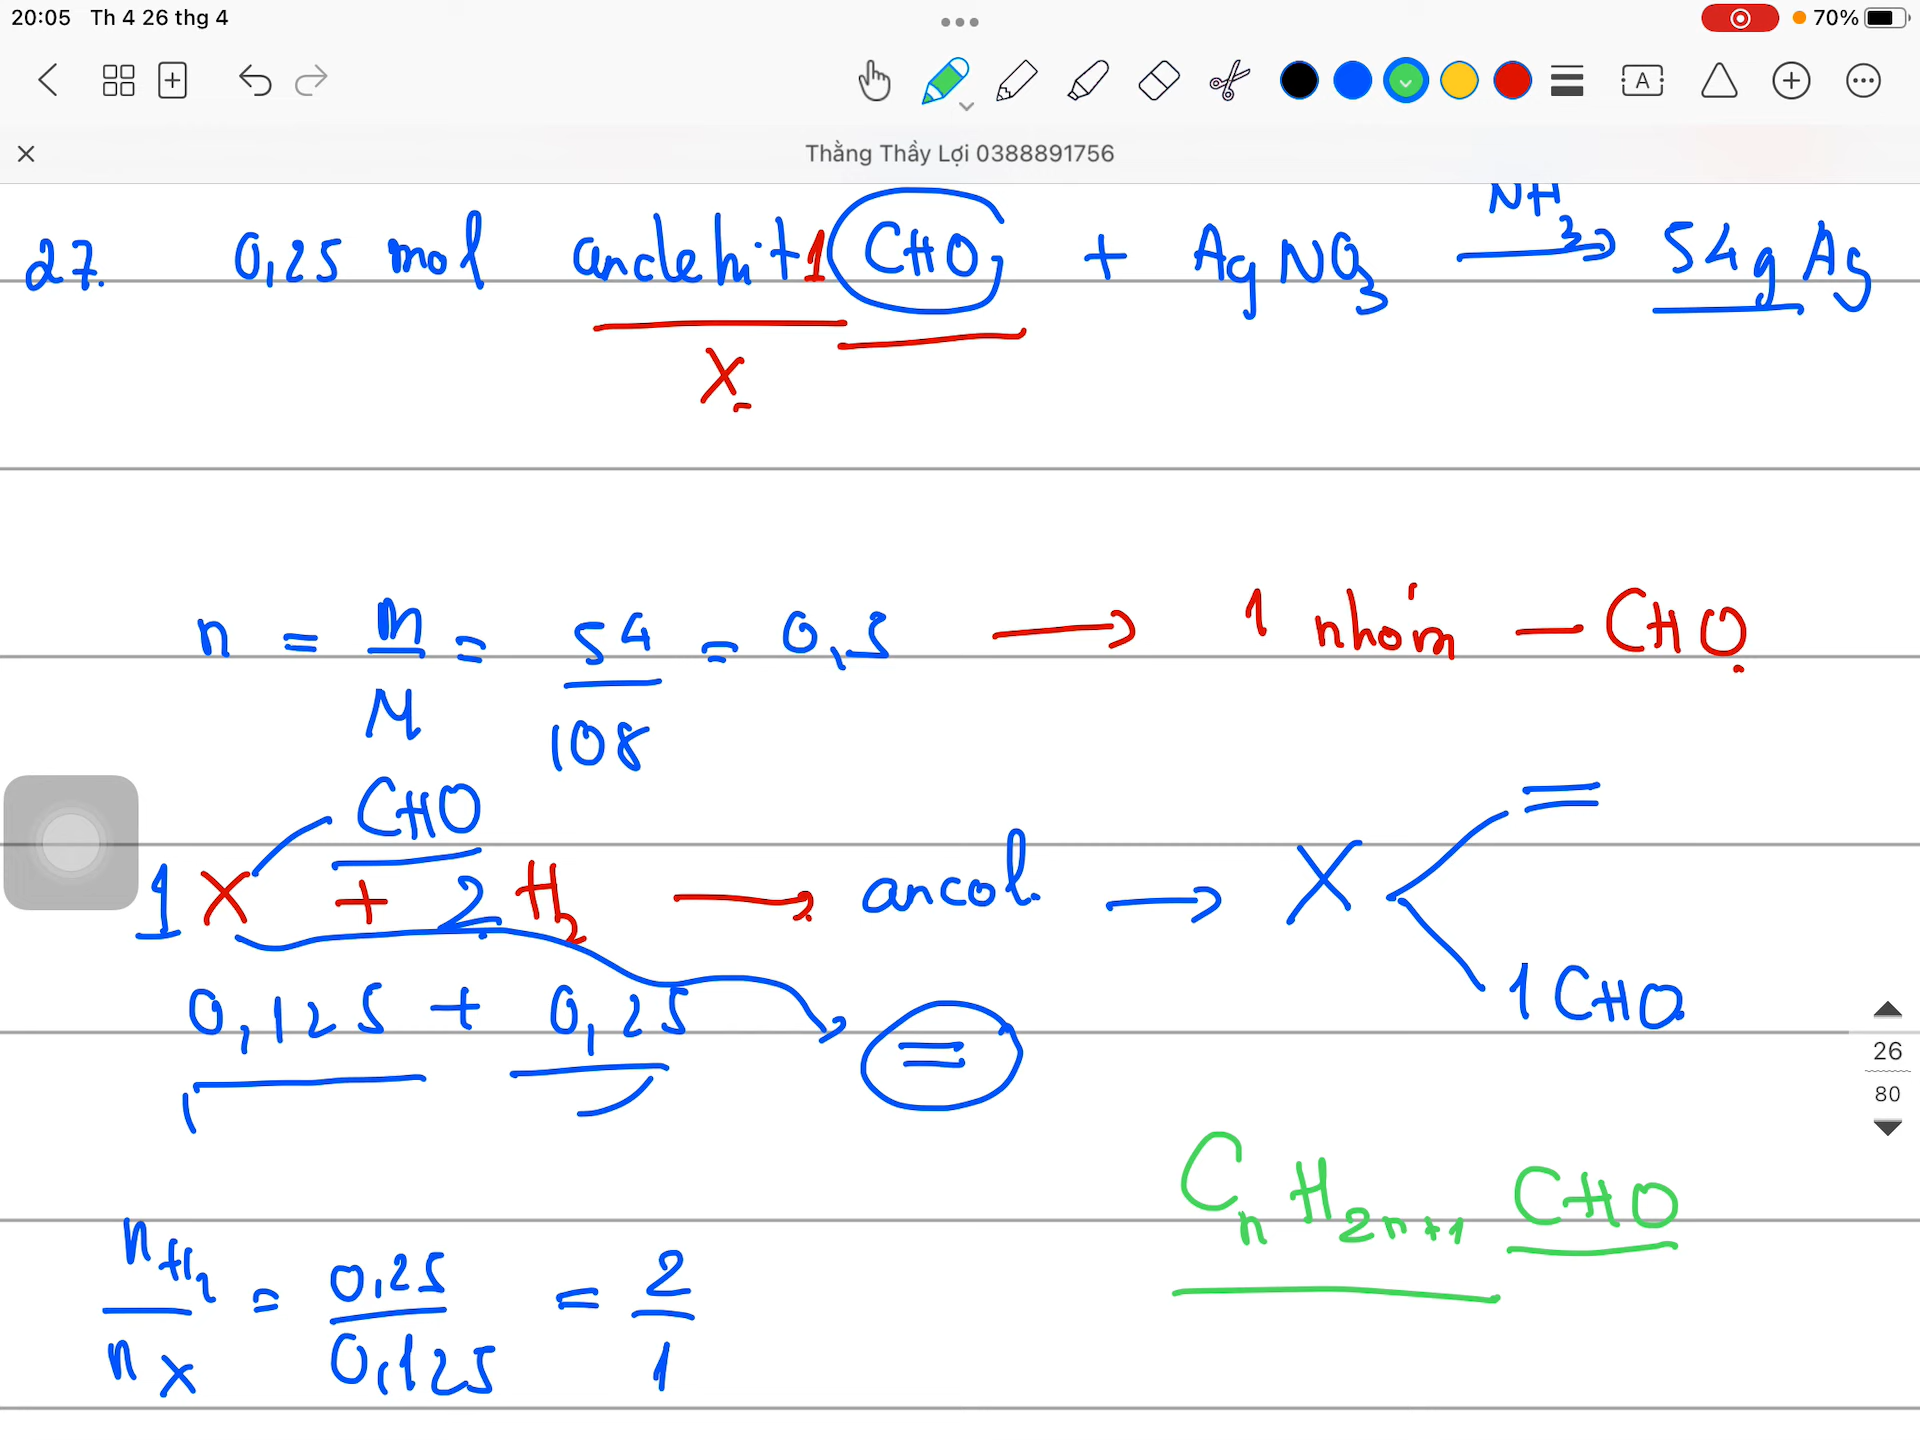 20:05 Th 4 26 thg 4
70%
A
Thằng Thầy Lợi 0388891756
27. 0,25 mol andehit 1 CHO + AgNO3 NH3 → 54g Ag
X
n = m/M = 54/108 = 0,5 → 1 nhóm - CHO
CHO
1 X + 2 H2 → ancol → X =
0,125 + 0,25 = 1 CHO
26
80
CnH2n+1 CHO
nH2/nX = 0,25/0,125 = 2/1